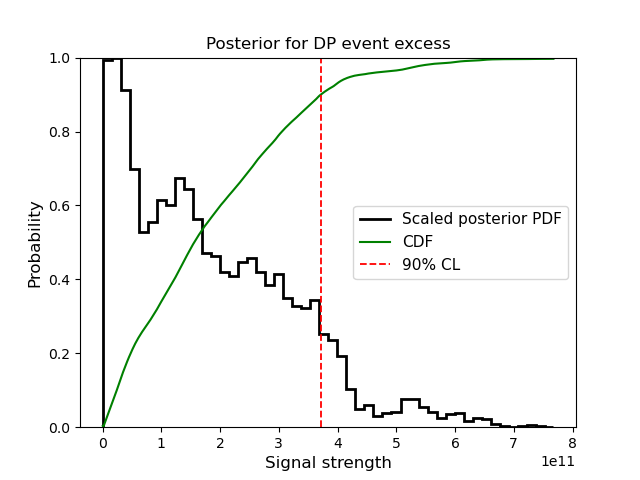 Posterior for DP event excess
Probability
1.0
0.8
0.6
0.4
0.2
0.0
Scaled posterior PDF
CDF
90% CL
0 1 2 3 4 5 6 7 8
1e11
Signal strength